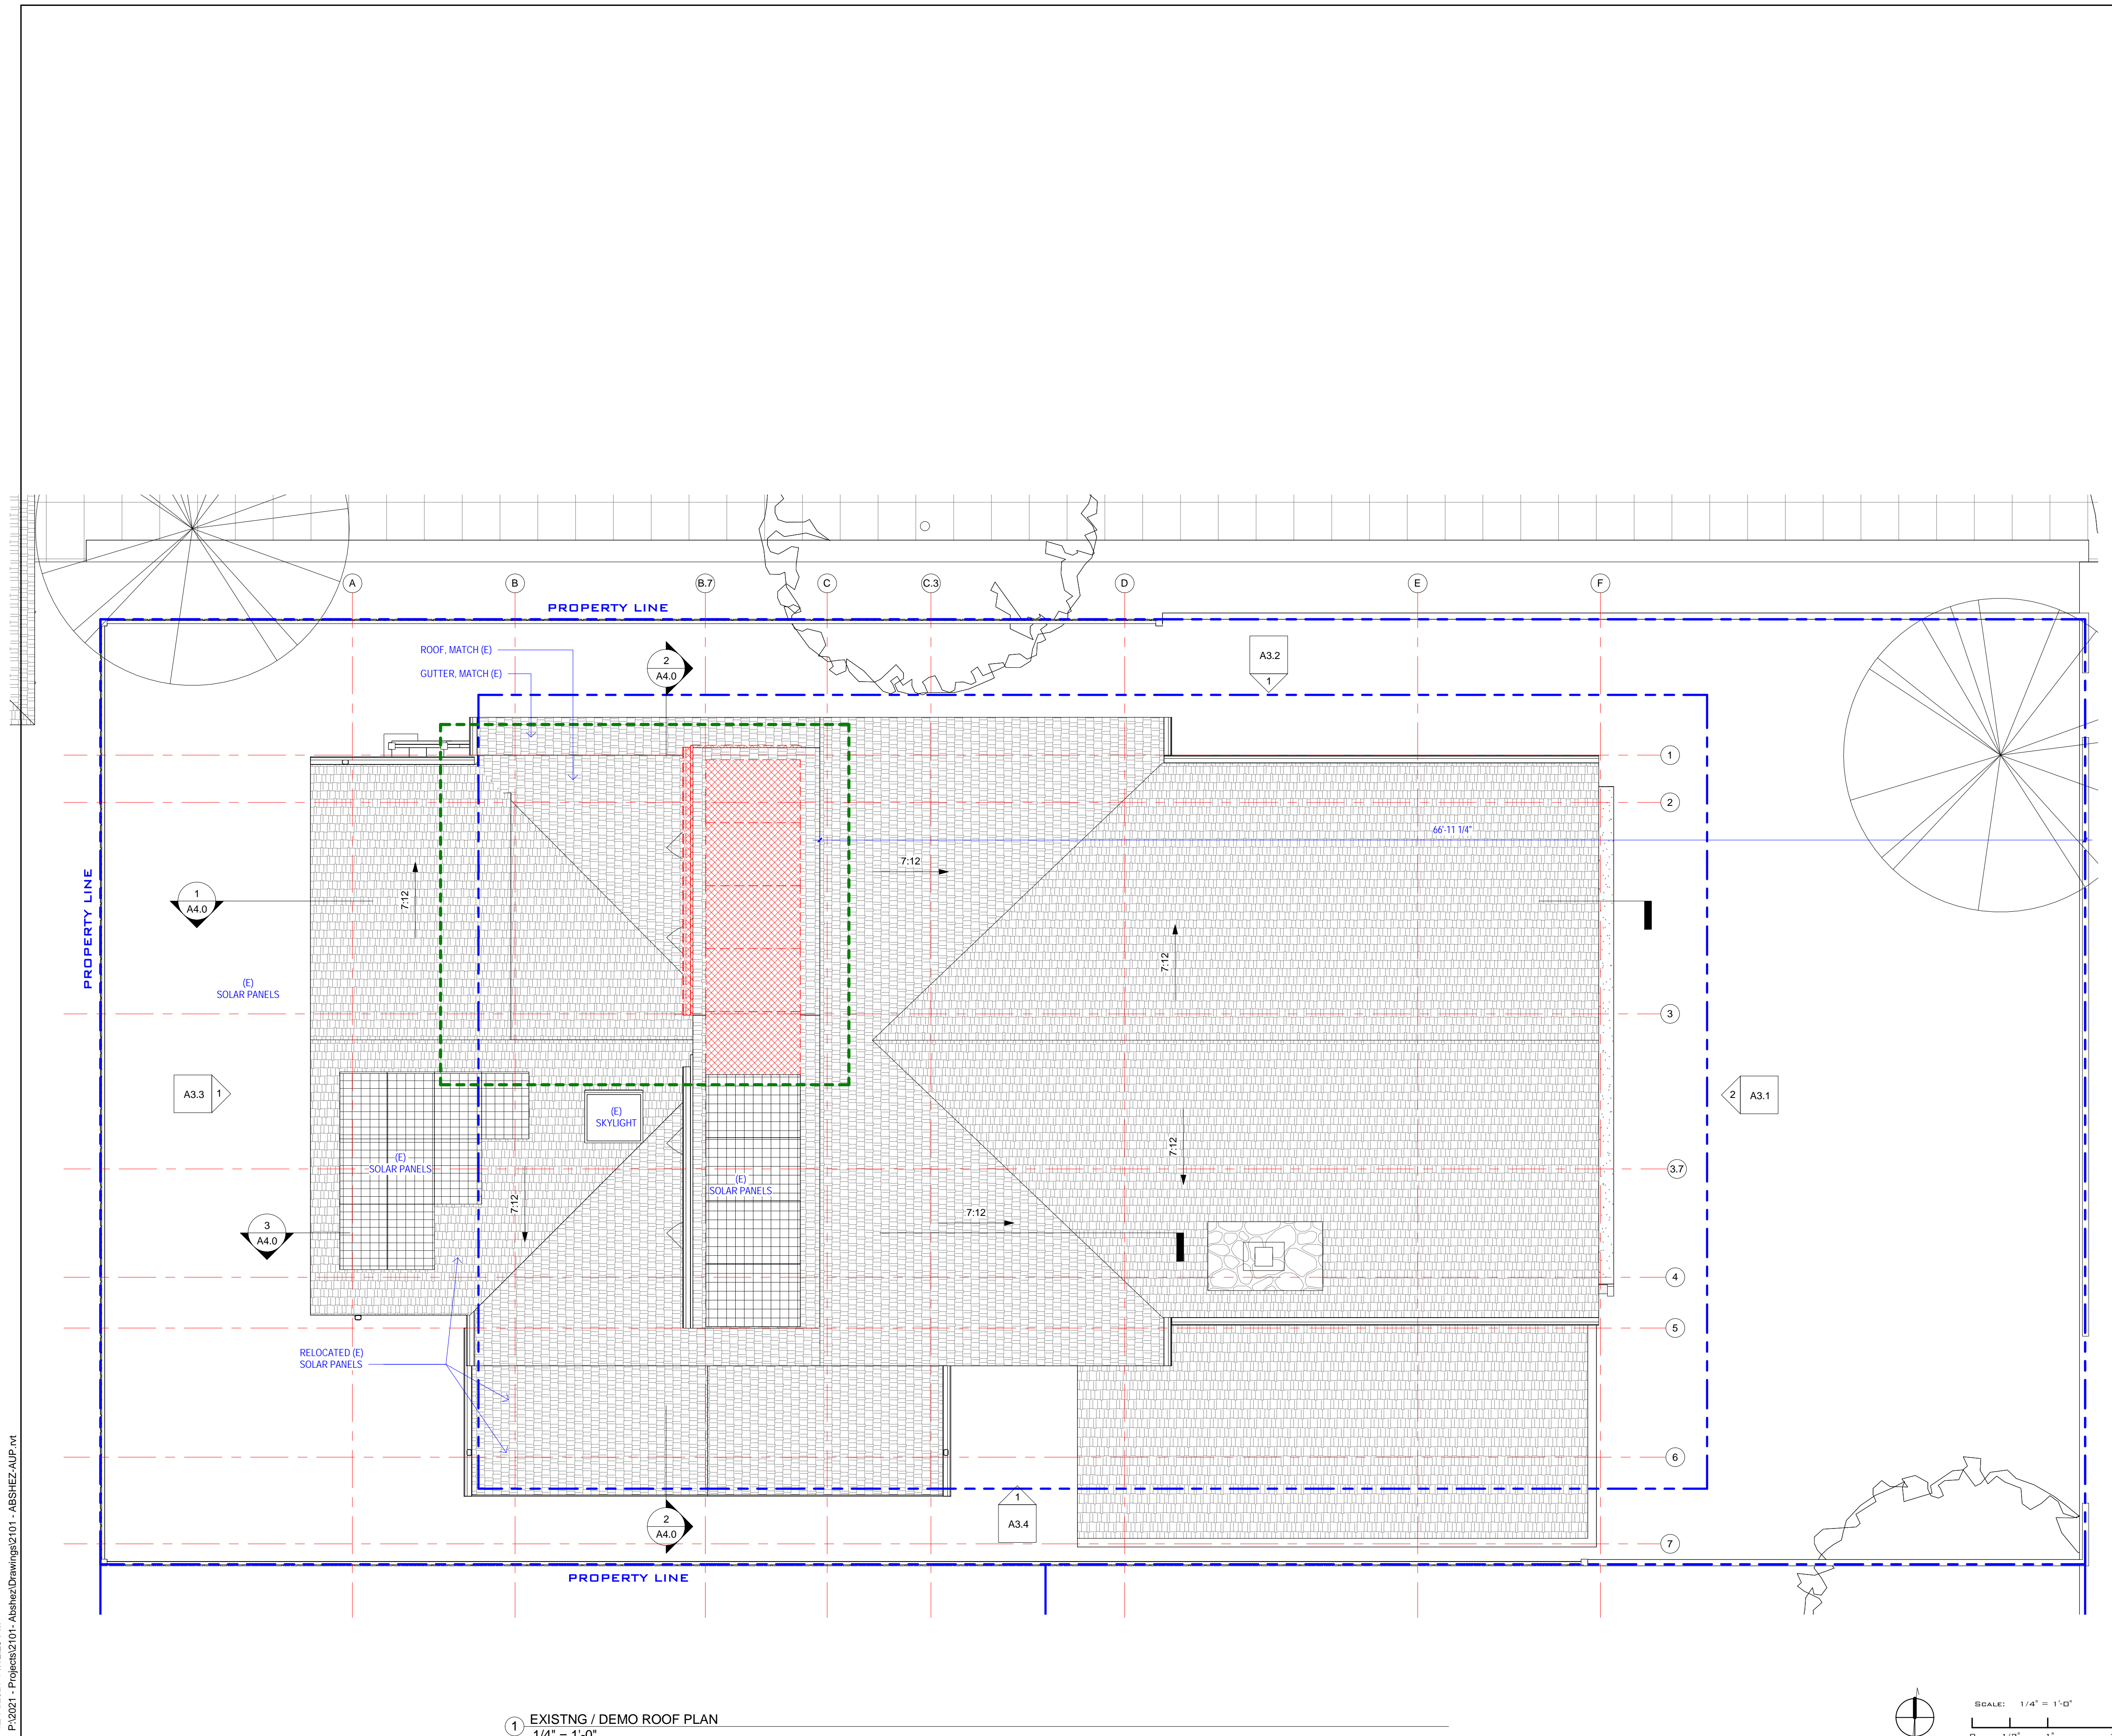 A
B
B.7
C
C.3
D
E
F
PROPERTY LINE
ROOF, MATCH (E)
GUTTER, MATCH (E)
2
A4.0
A3.2
1
1
2
66'-11 1/4"
7:12
7:12
7:12
PROPERTY LINE
1
A4.0
(E)
SOLAR PANELS
3
A3.3
1
(E)
SKYLIGHT
2
A3.1
(E)
SOLAR PANELS
(E)
SOLAR PANELS
7:12
7:12
7:12
3.7
3
A4.0
4
5
RELOCATED (E)
SOLAR PANELS
6
1
A3.4
2
A4.0
7
PROPERTY LINE
P:\2021 - Projects\2101- Abshez\Drawings\2101 - ABSHEZ-AUP.rvt
1
EXISTNG / DEMO ROOF PLAN
1/4" = 1'-0"
SCALE: 1/4" = 1'-0"